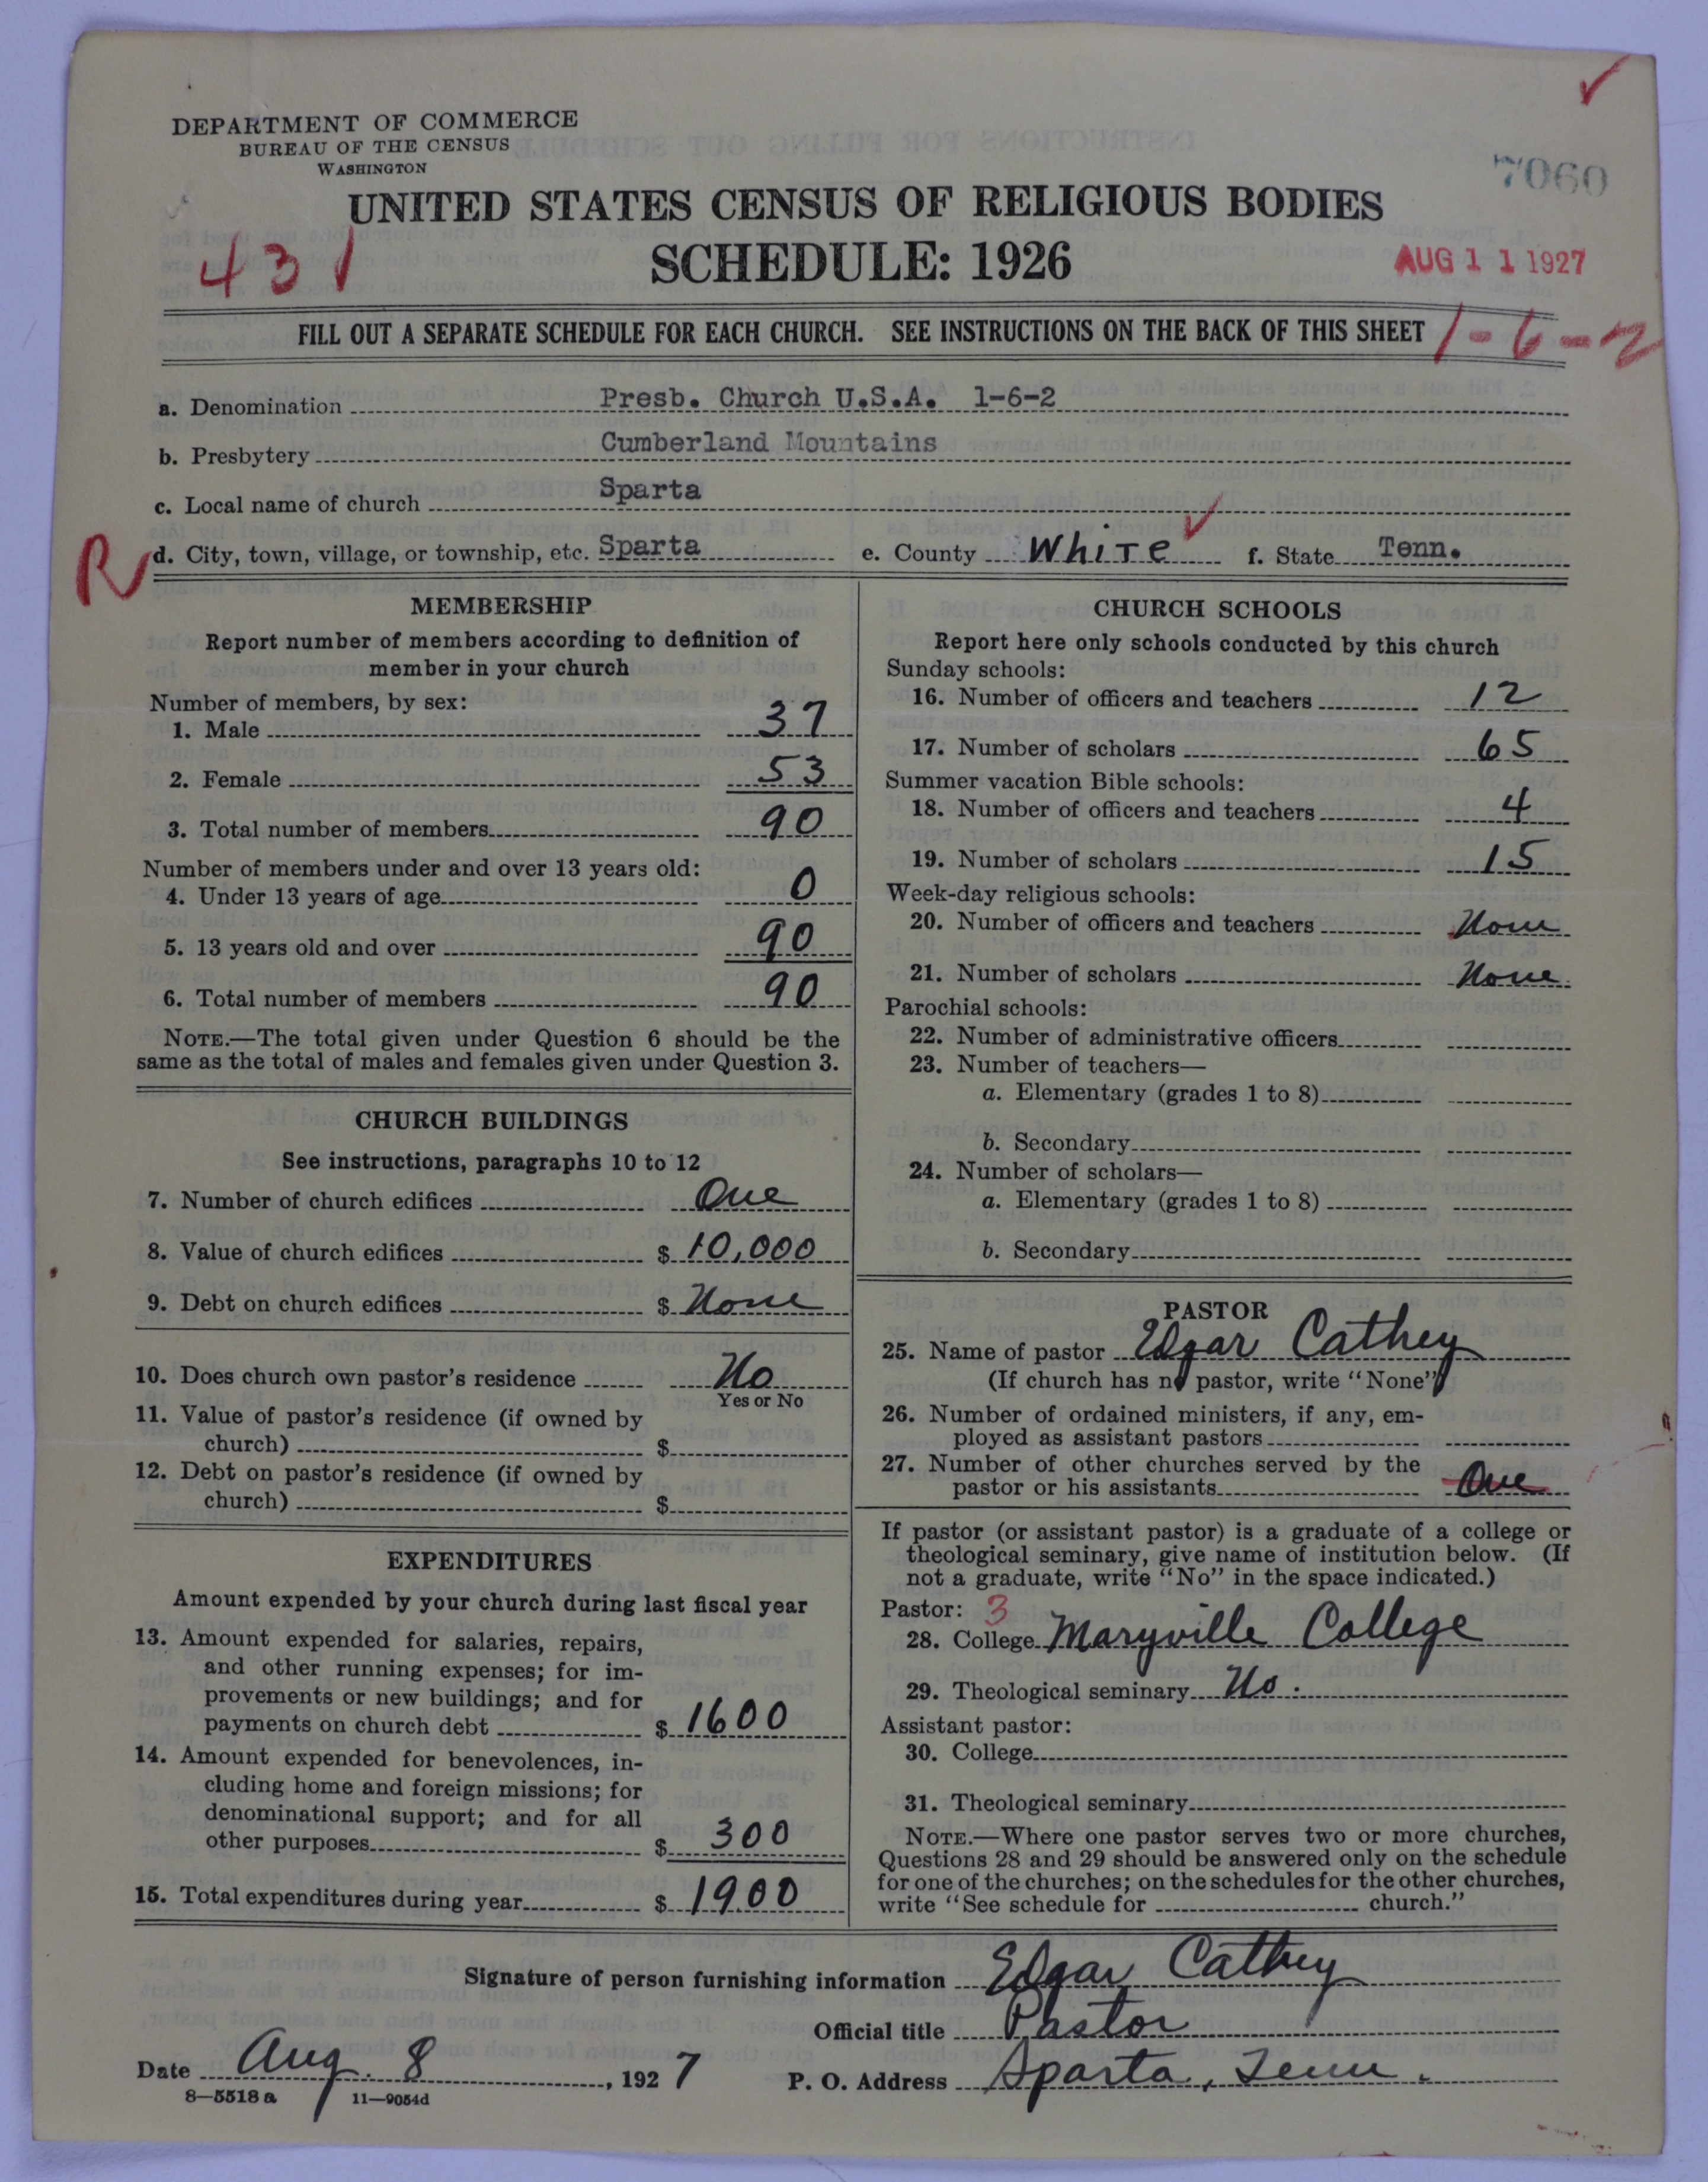 DEPARTMENT OF COMMERCE
BUREAU OF THE CENSUS
WASHINGTON
7060
UNITED STATES CENSUS OF RELIGIOUS BODIES
SCHEDULE: 1926
431
AUG 11 1927
FILL OUT A SEPARATE SCHEDULE FOR EACH CHURCH. SEE INSTRUCTIONS ON THE BACK OF THIS SHEET
1-6-2
a. Denomination Presb. Church U.S.A. 1-6-2
b. Presbytery Cumberland Mountains
c. Local name of church Sparta
R
d. City, town, village, or township, etc. Sparta e. County White f. State Tenn.
MEMBERSHIP
Report number of members according to definition of
member in your church
Number of members, by sex:
1. Male 37
2. Female 53
3. Total number of members 90
Number of members under and over 13 years old:
4. Under 13 years of age 0
5. 13 years old and over 90
6. Total number of members 90
NOTE.—The total given under Question 6 should be the
same as the total of males and females given under Question 3.
CHURCH BUILDINGS
See instructions, paragraphs 10 to 12
7. Number of church edifices One
8. Value of church edifices $ 10,000
9. Debt on church edifices $ None
10. Does church own pastor's residence No
Yes or No
11. Value of pastor's residence (if owned by
church) $
12. Debt on pastor's residence (if owned by
church) $
EXPENDITURES
Amount expended by your church during last fiscal year
13. Amount expended for salaries, repairs,
and other running expenses; for im-
provements or new buildings; and for
payments on church debt $ 1600
14. Amount expended for benevolences, in-
cluding home and foreign missions; for
denominational support; and for all
other purposes $ 300
15. Total expenditures during year $ 1900
CHURCH SCHOOLS
Report here only schools conducted by this church
Sunday schools:
16. Number of officers and teachers 12
17. Number of scholars 65
Summer vacation Bible schools:
18. Number of officers and teachers 4
19. Number of scholars 15
Week-day religious schools:
20. Number of officers and teachers None
21. Number of scholars None
Parochial schools:
22. Number of administrative officers
23. Number of teachers—
a. Elementary (grades 1 to 8)
b. Secondary
24. Number of scholars—
a. Elementary (grades 1 to 8)
b. Secondary
PASTOR
25. Name of pastor Edgar Cathey
(If church has no pastor, write "None")
26. Number of ordained ministers, if any, em-
ployed as assistant pastors
27. Number of other churches served by the
pastor or his assistants One
If pastor (or assistant pastor) is a graduate of a college or
theological seminary, give name of institution below. (If
not a graduate, write "No" in the space indicated.)
Pastor: 3
28. College Maryville College
29. Theological seminary No.
Assistant pastor:
30. College
31. Theological seminary
NOTE.—Where one pastor serves two or more churches,
Questions 28 and 29 should be answered only on the schedule
for one of the churches; on the schedules for the other churches,
write "See schedule for church."
Signature of person furnishing information Edgar Cathey
Official title Pastor
Date Aug. 8, 1927 P. O. Address Sparta, Tenn.
8—5518 a 11—9054d